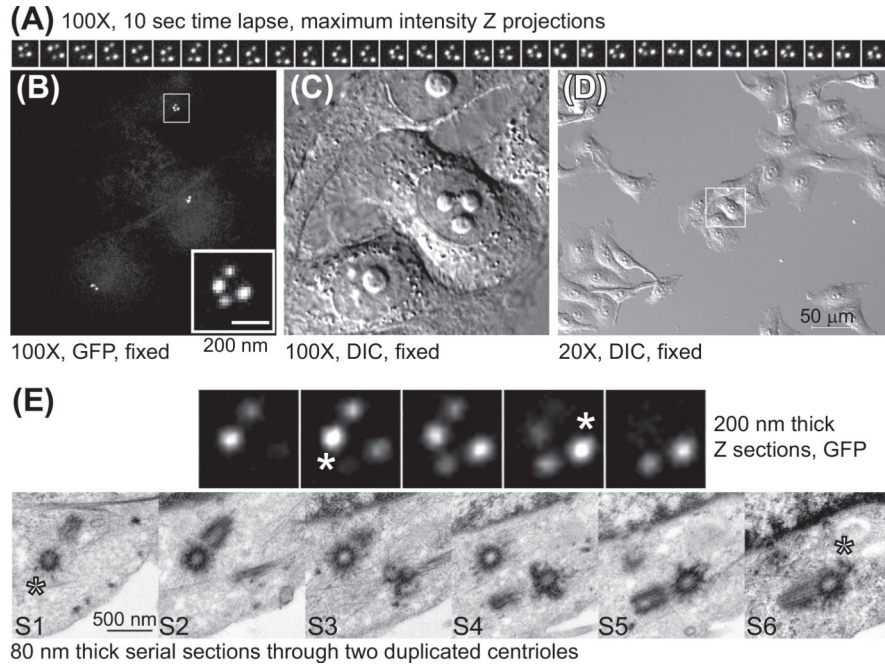 (A) 100X, 10 sec time lapse, maximum intensity Z projections
(B)
(C)
(D)
200 nm
50 μm
100X, GFP, fixed
100X, DIC, fixed
20X, DIC, fixed
(E)
*
*
200 nm thick
Z sections, GFP
*
*
S1
500 nm
S2
S3
S4
S5
S6
80 nm thick serial sections through two duplicated centrioles